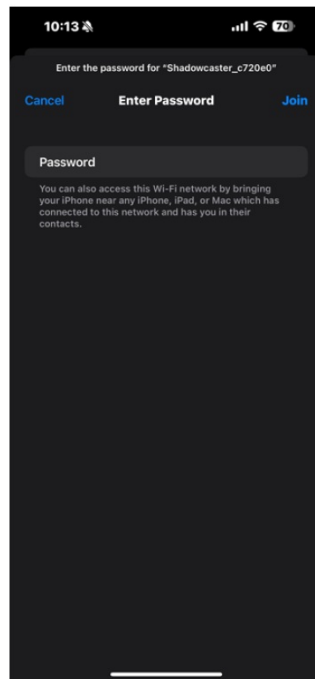 10:13
70
Enter the password for “Shadowcaster_c720e0”
Cancel Enter Password Join
Password
You can also access this Wi-Fi network by bringing
your iPhone near any iPhone, iPad, or Mac which has
connected to this network and has you in their
contacts.